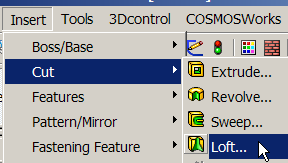 Insert Tools 3Dcontrol COSMOSWorks
Boss/Base
Cut
Features
Pattern/Mirror
Fastening Feature
Extrude...
Revolve...
Sweep...
Loft...